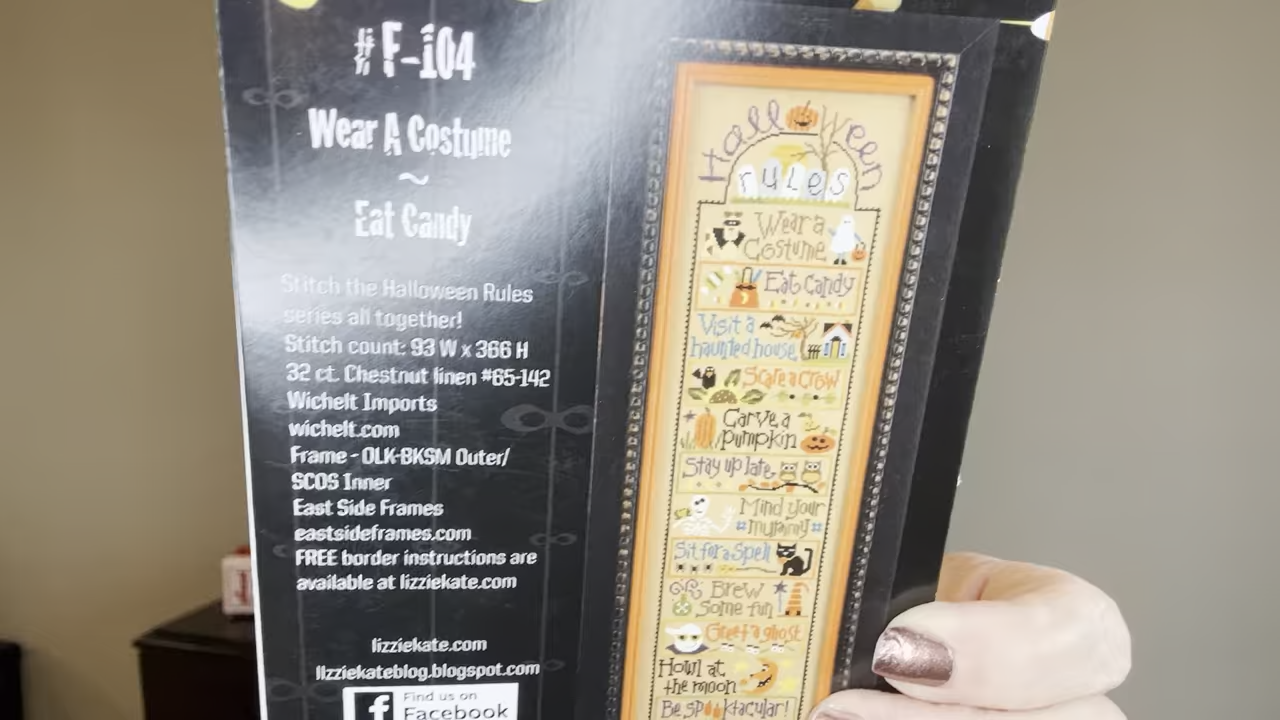 # F-104
Wear A Costume
~
Eat Candy
Stitch the Halloween Rules
series all together!
Stitch count: 93 W x 366 H
32 ct. Chestnut linen #65-142
Wichelt Imports
wichelt.com
Frame - OLK-BKSM Outer/
SCOS Inner
East Side Frames
eastsideframes.com
FREE border instructions are
available at lizziekate.com
lizziekate.com
lizziekateblog.blogspot.com
f Find us on
Facebook
Halloween
rules
Wear a
Costume
Eat Candy
Visit a
haunted house
Scare a crow
Carve a
pumpkin
Stay up late
Mind your
mummy
Sit for a Spell
Brew
some fun
Greet a ghost
Howl at
the moon
Be spooktacular!